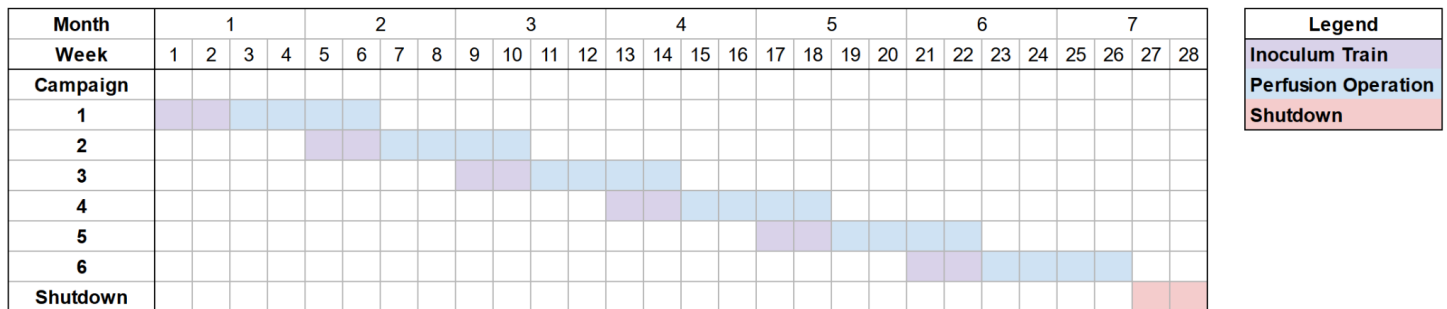 Month 1 2 3 4 5 6 7
Week 1 2 3 4 5 6 7 8 9 10 11 12 13 14 15 16 17 18 19 20 21 22 23 24 25 26 27 28
Campaign
1
2
3
4
5
6
Shutdown
Legend
Inoculum Train
Perfusion Operation
Shutdown